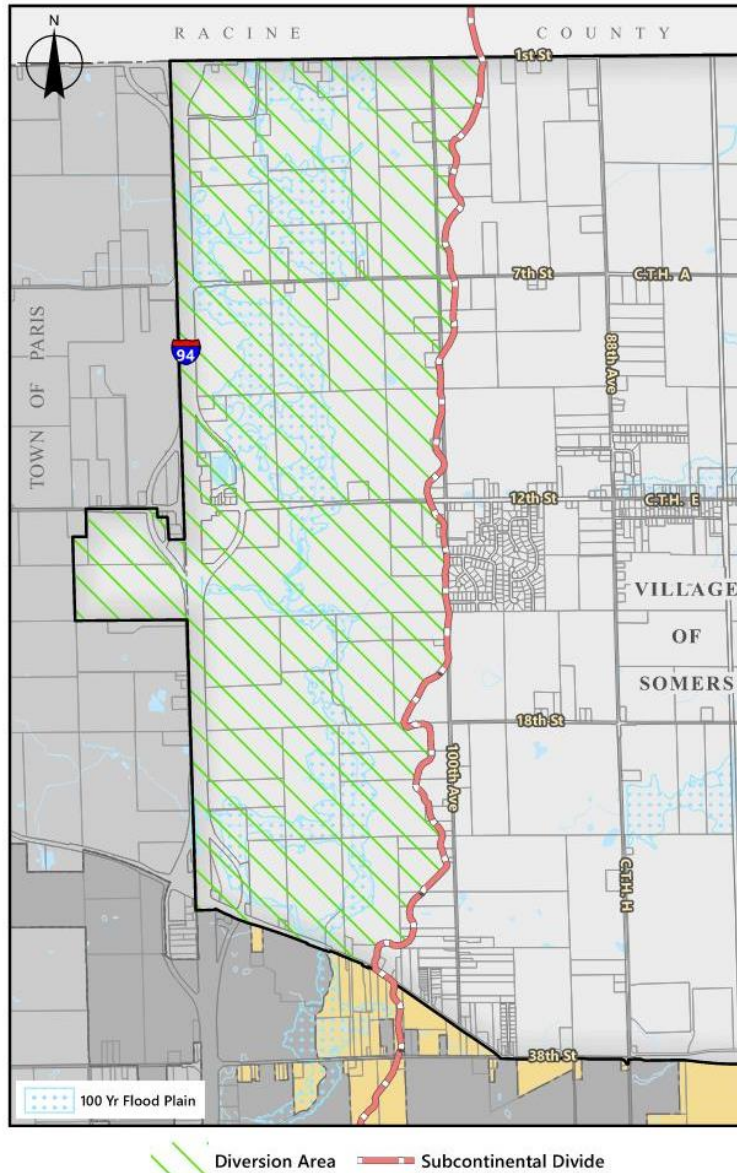 N
RACINE COUNTY
1st St
7th St
C.T.H. A
88th Ave
TOWN OF PARIS
94
12th St
C.T.H. E
VILLAGE
OF
SOMERS
18th St
100th Ave
C.T.H. H
38th St
100 Yr Flood Plain
Diversion Area
Subcontinental Divide